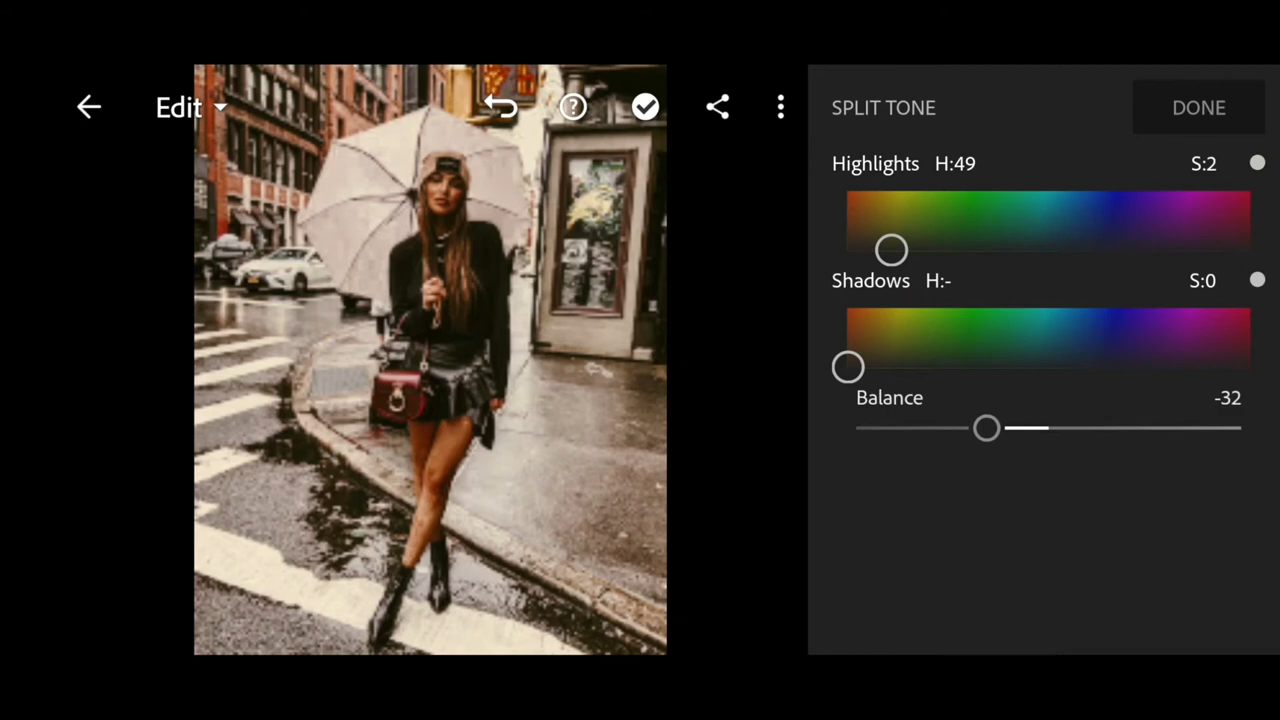 Edit
SPLIT TONE
DONE
Highlights H:49 S:2
Shadows H:- S:0
Balance -32